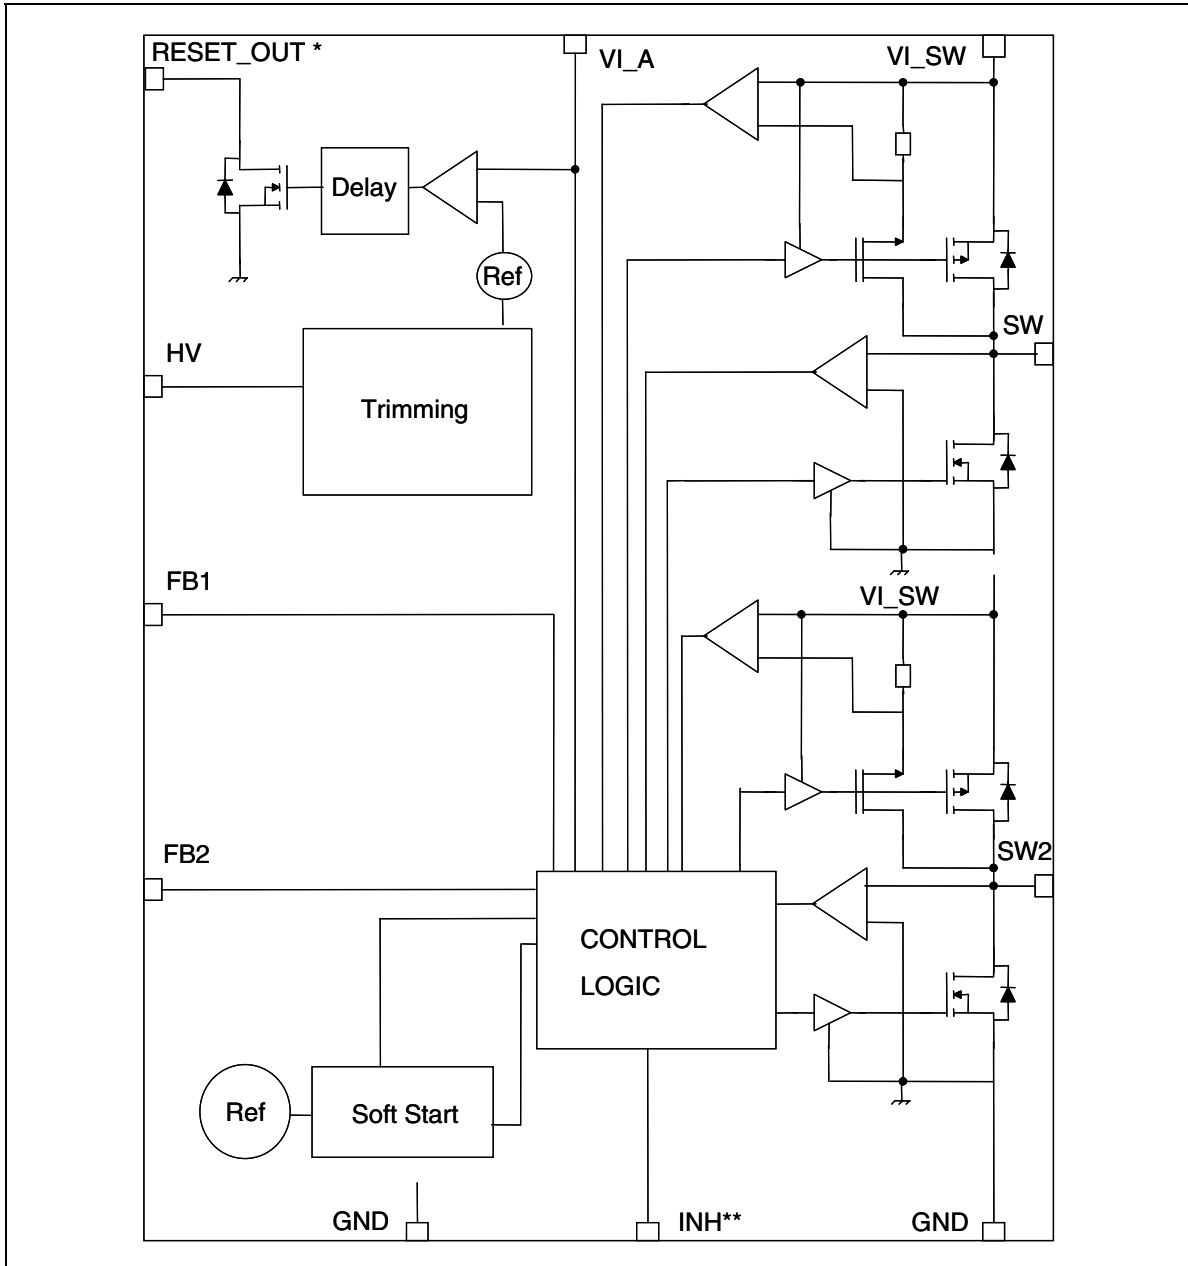 RESET_OUT *
VI_A
VI_SW
Delay
Ref
SW
HV
Trimming
FB1
VI_SW
FB2
SW2
CONTROL
LOGIC
Ref
Soft Start
GND
INH**
GND